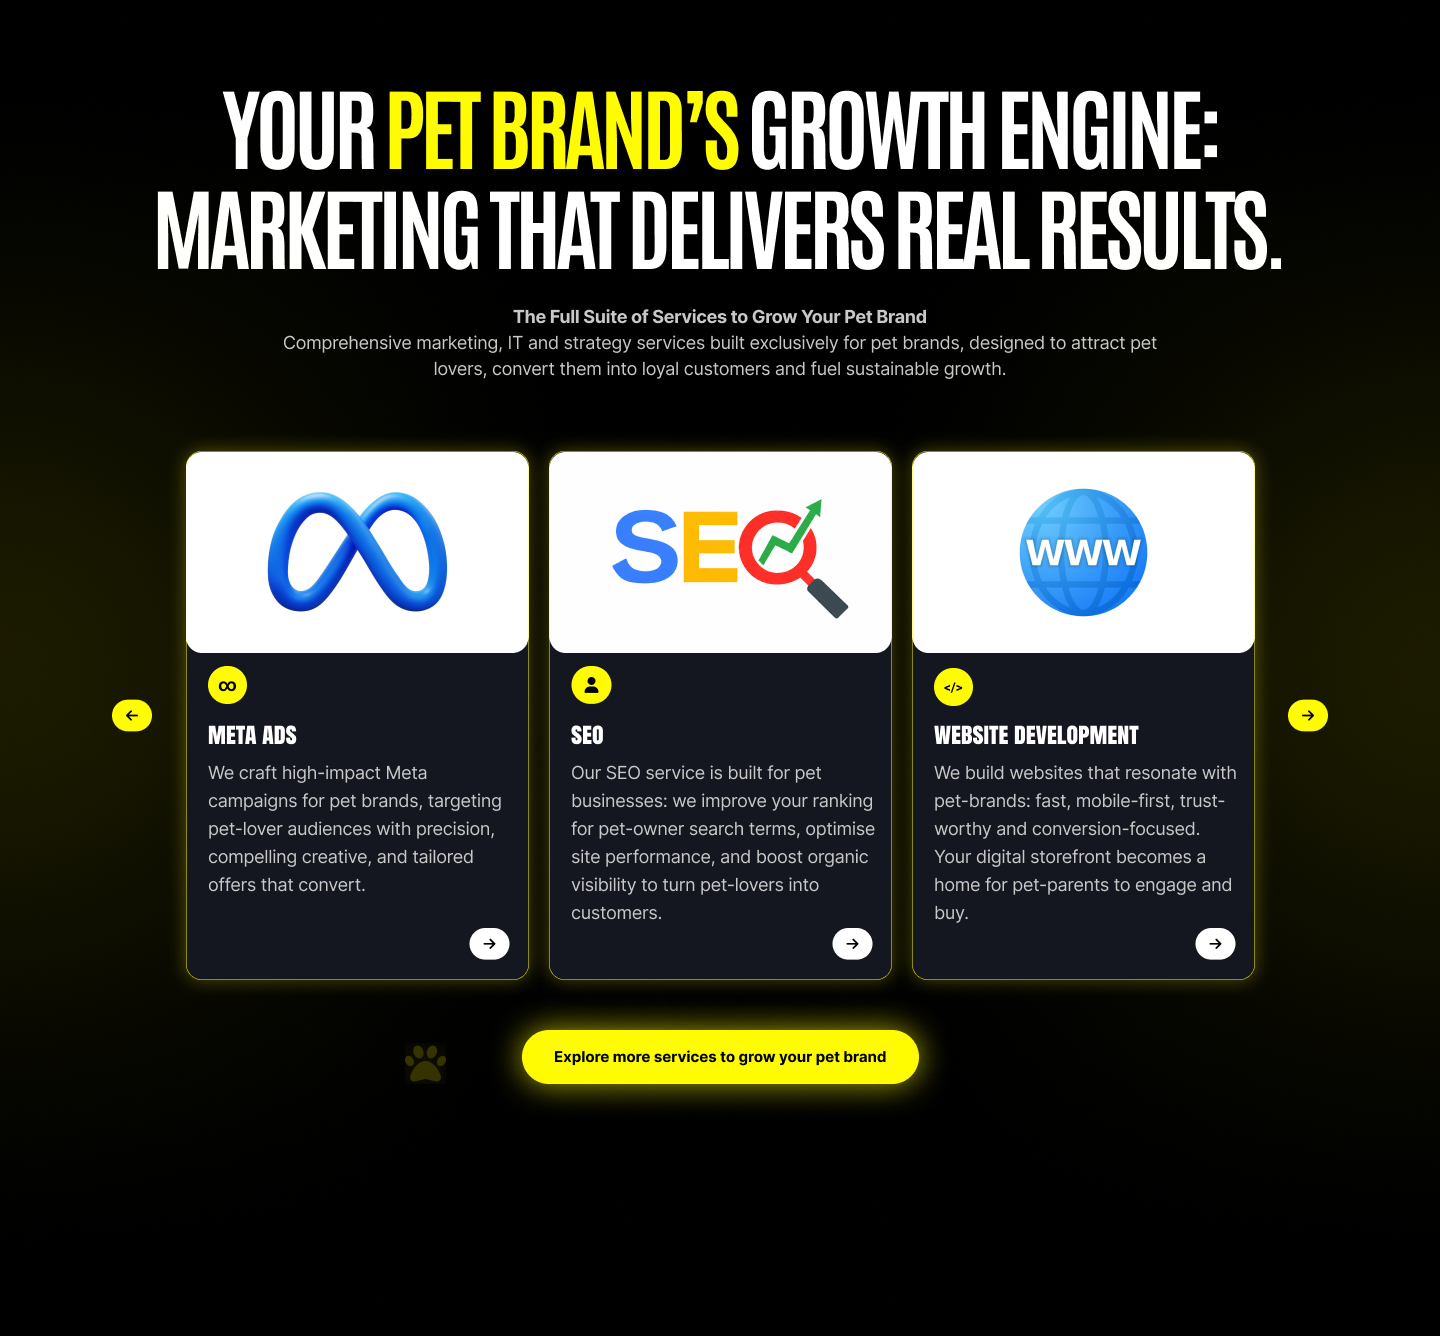 YOUR PET BRAND’S GROWTH ENGINE:
MARKETING THAT DELIVERS REAL RESULTS.
The Full Suite of Services to Grow Your Pet Brand
Comprehensive marketing, IT and strategy services built exclusively for pet brands, designed to attract pet
lovers, convert them into loyal customers and fuel sustainable growth.
META ADS
We craft high-impact Meta
campaigns for pet brands, targeting
pet-lover audiences with precision,
compelling creative, and tailored
offers that convert.
SEO
SEO
Our SEO service is built for pet
businesses: we improve your ranking
for pet-owner search terms, optimise
site performance, and boost organic
visibility to turn pet-lovers into
customers.
WWW
</>
WEBSITE DEVELOPMENT
We build websites that resonate with
pet-brands: fast, mobile-first, trust-
worthy and conversion-focused.
Your digital storefront becomes a
home for pet-parents to engage and
buy.
Explore more services to grow your pet brand